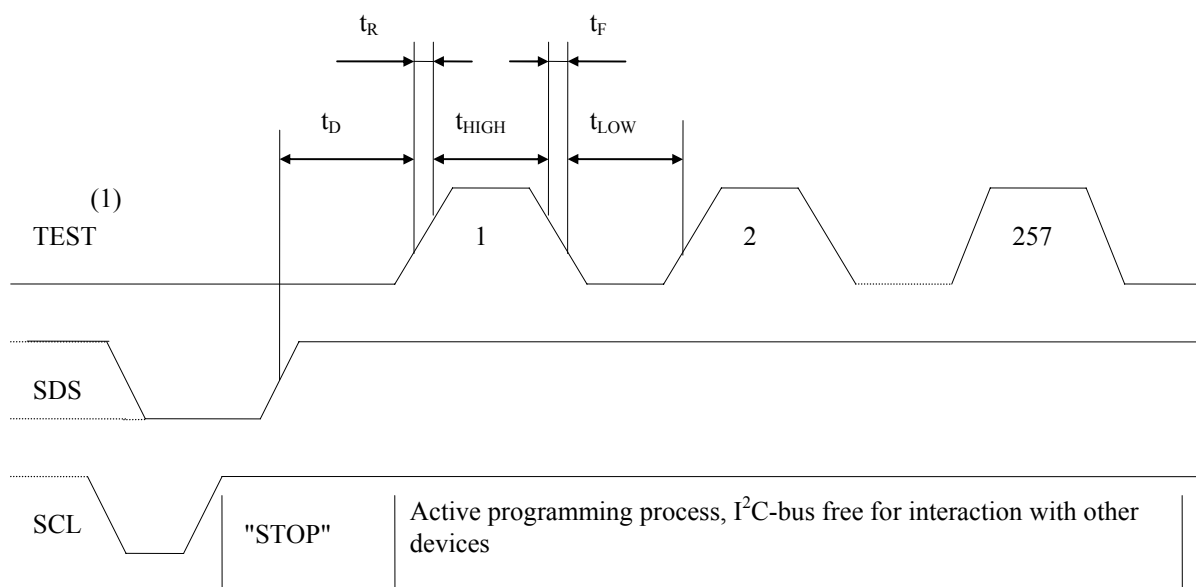 tR tF
tD tHIGH tLOW
(1)
TEST 1 2 257
SDS
SCL "STOP" Active programming process, I²C-bus free for interaction with other
devices